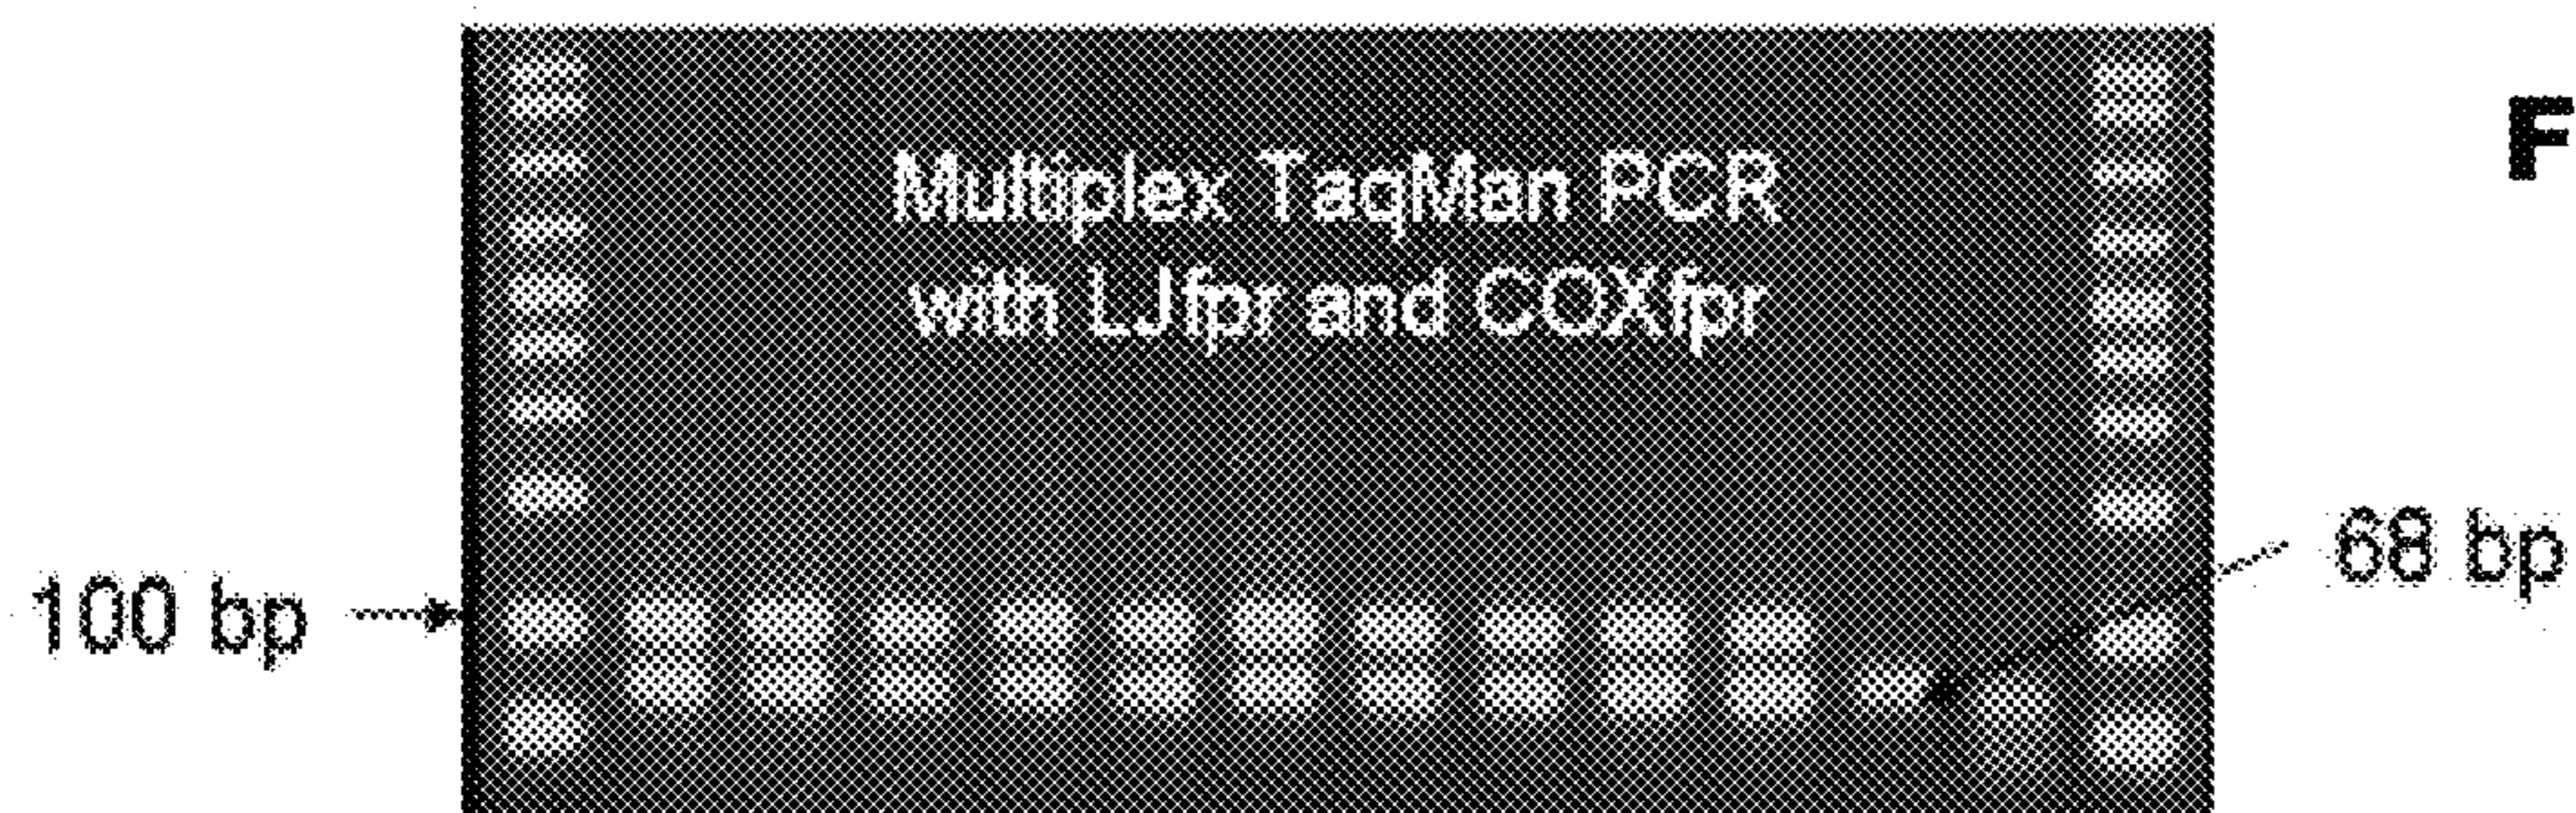 F
Multiplex TaqMan PCR
with LJfpr and COXfpr
100 bp
68 bp